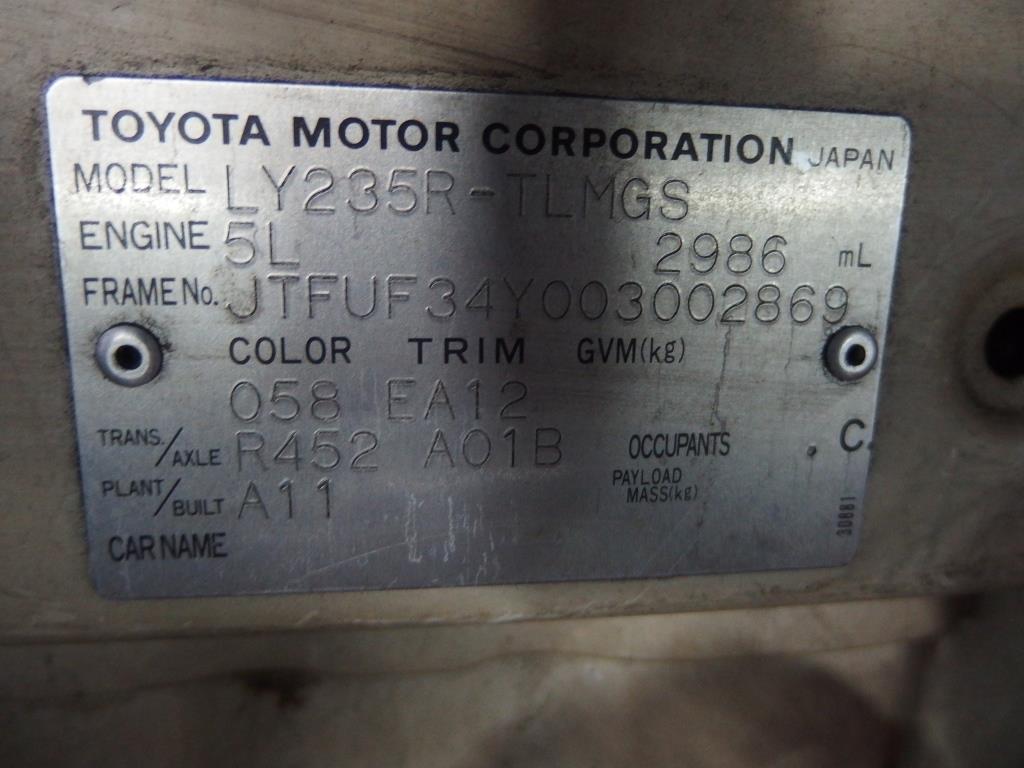 TOYOTA MOTOR CORPORATION JAPAN
MODEL LY235R-TLMGS
ENGINE 5L 2986 mL
FRAME No. JTFUF34Y003002869
COLOR TRIM GVM(kg)
058 EA12
TRANS./AXLE R452 A01B OCCUPANTS . C.
PLANT/BUILT A11 PAYLOAD MASS(kg)
30881
CAR NAME